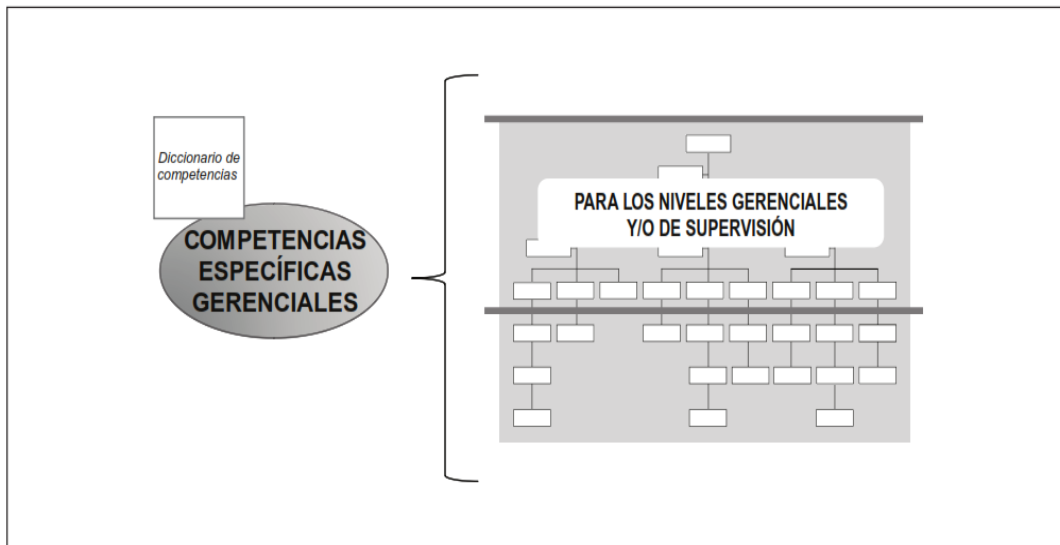 Diccionario de
competencias
COMPETENCIAS
ESPECÍFICAS
GERENCIALES
PARA LOS NIVELES GERENCIALES
Y/O DE SUPERVISIÓN